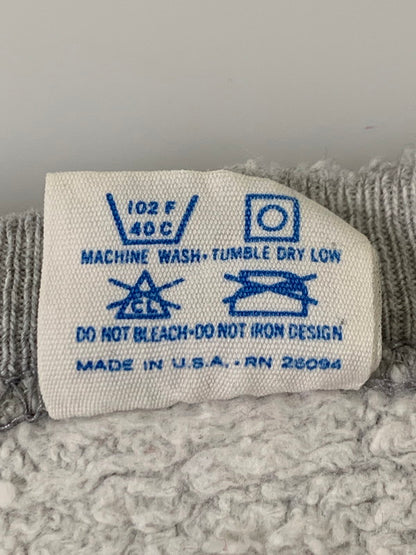 102 F
40 C
MACHINE WASH • TUMBLE DRY LOW
CL
DO NOT BLEACH • DO NOT IRON DESIGN
MADE IN U.S.A. • RN 26094